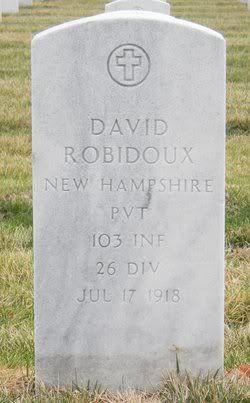 DAVID
ROBIDOUX
NEW HAMPSHIRE
PVT
103 INF
26 DIV
JUL 17 1918